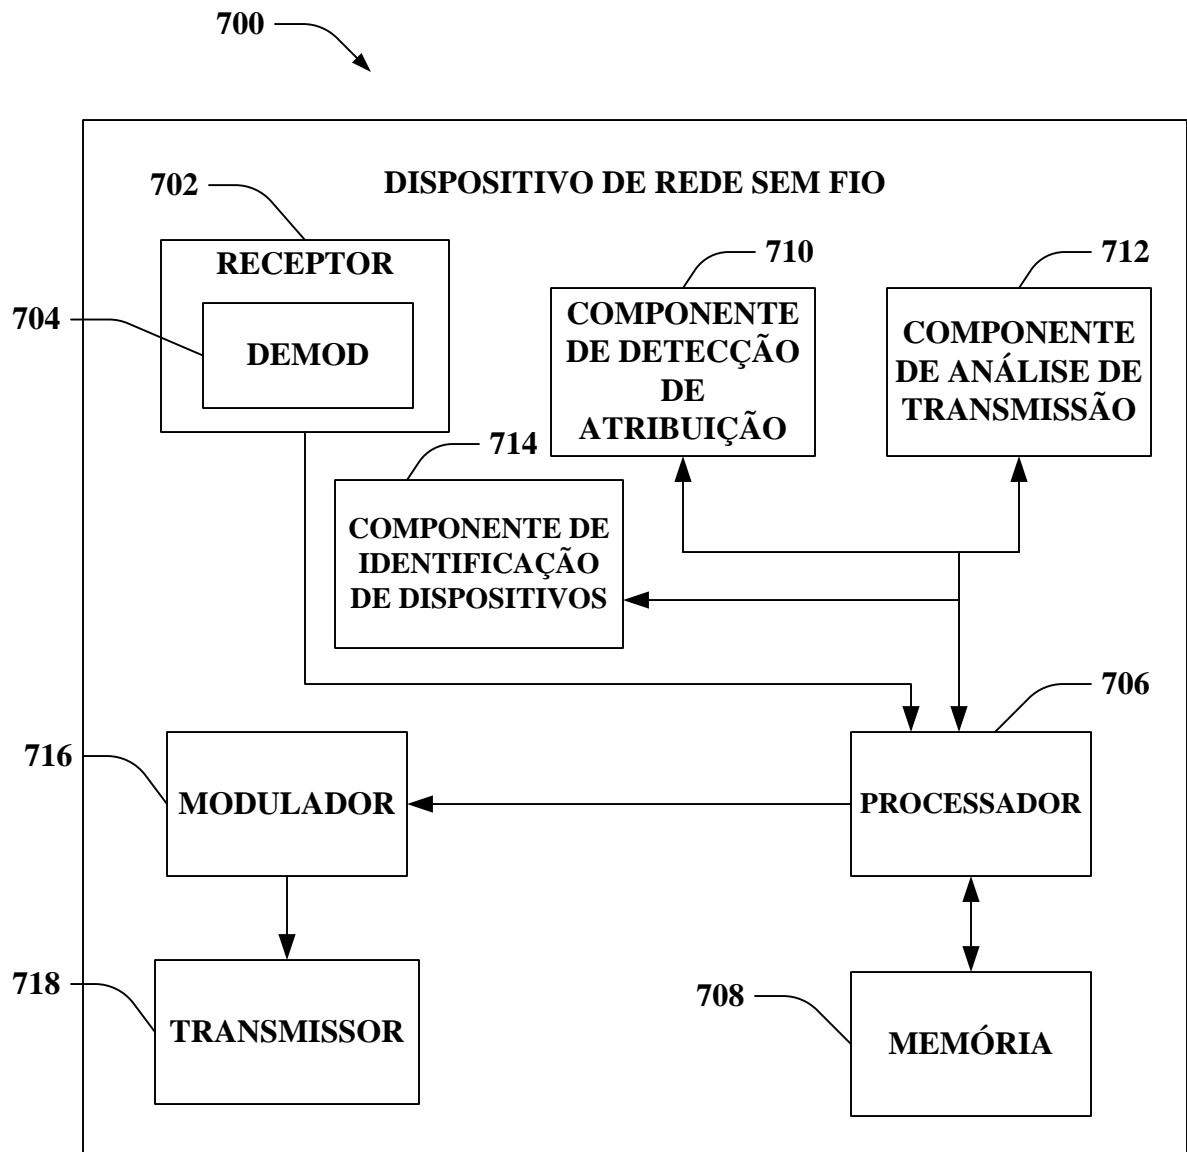 700
DISPOSITIVO DE REDE SEM FIO
702
RECEPTOR
704
DEMOD
710
COMPONENTE
DE DETECÇÃO
DE
ATRIBUIÇÃO
712
COMPONENTE
DE ANÁLISE DE
TRANSMISSÃO
714
COMPONENTE DE
IDENTIFICAÇÃO
DE DISPOSITIVOS
706
PROCESSADOR
716
MODULADOR
718
TRANSMISSOR
708
MEMÓRIA